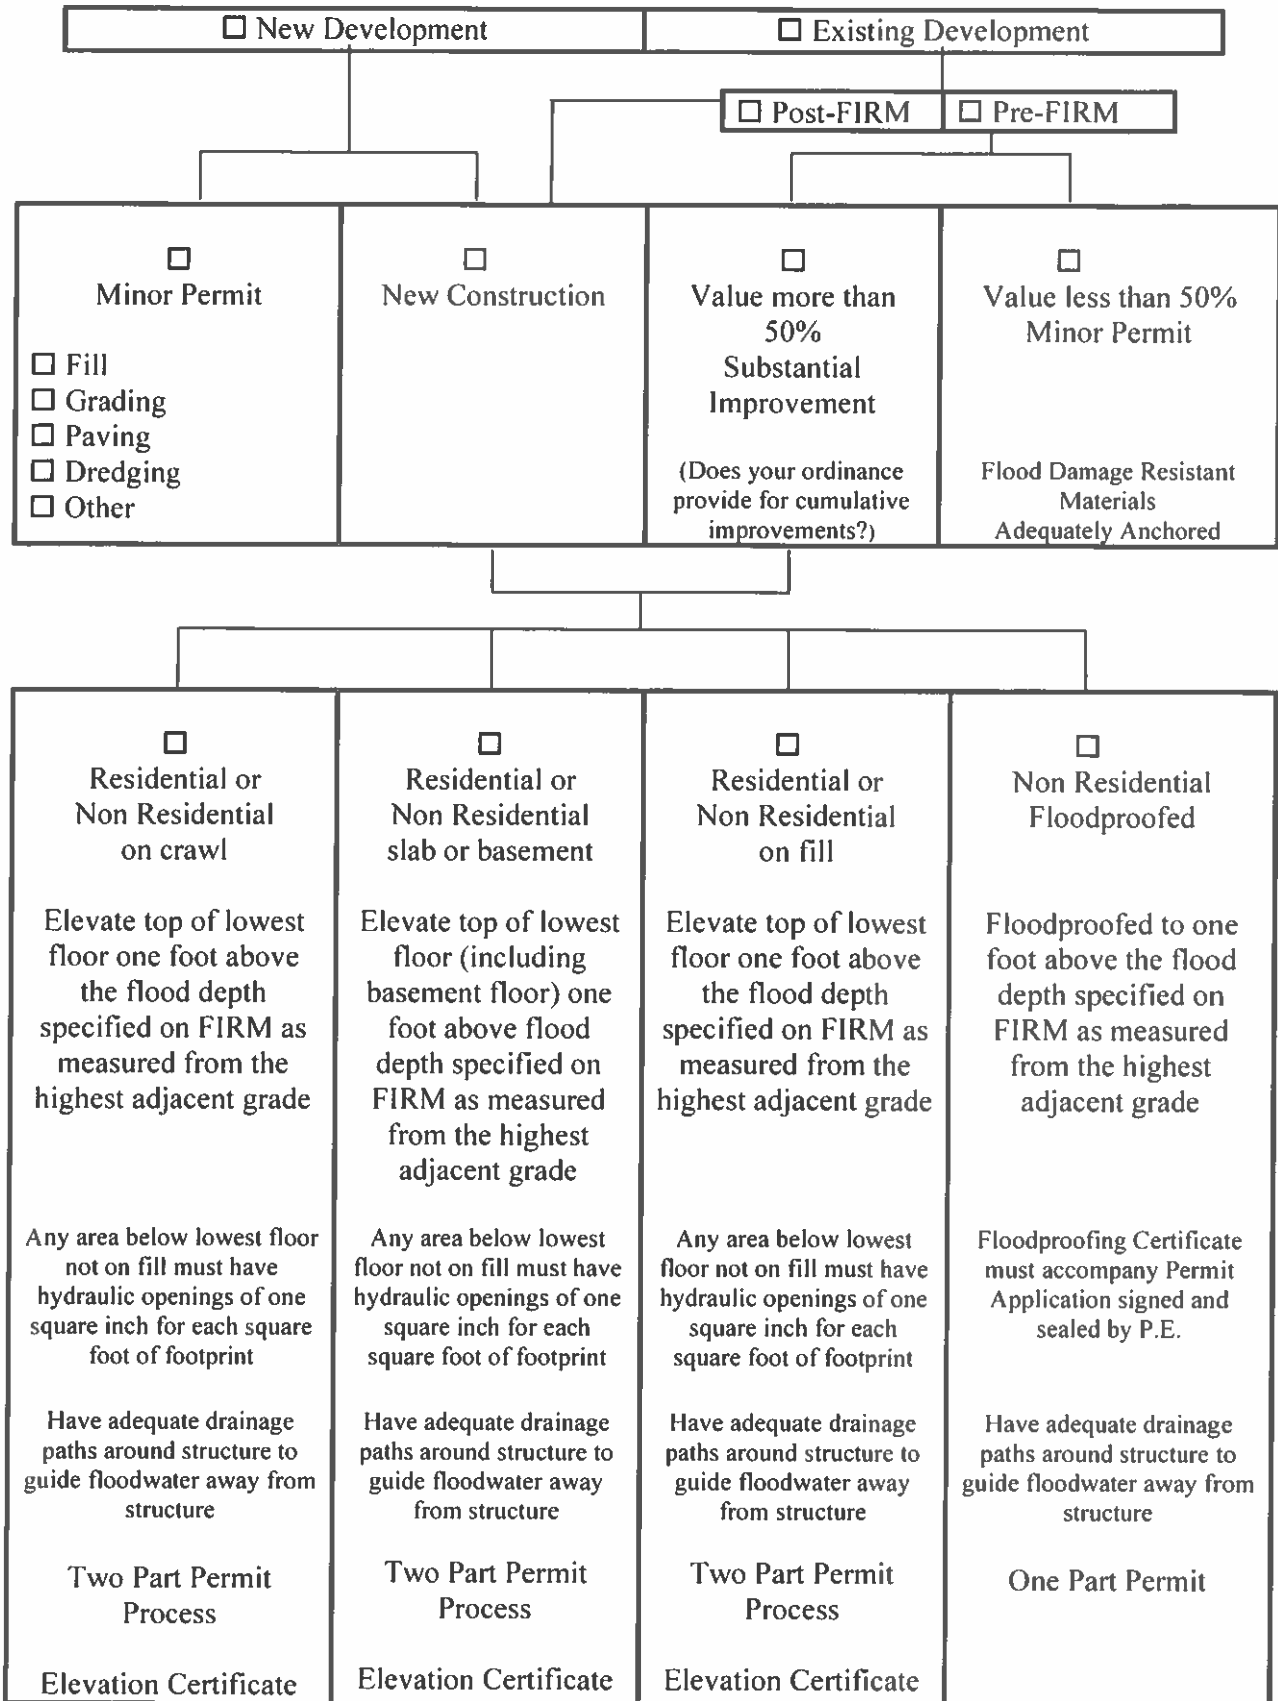 ☐ New Development
☐ Existing Development
☐ Post-FIRM
☐ Pre-FIRM
☐
Minor Permit
☐ Fill
☐ Grading
☐ Paving
☐ Dredging
☐ Other
☐
New Construction
☐
Value more than
50%
Substantial
Improvement
(Does your ordinance
provide for cumulative
improvements?)
☐
Value less than 50%
Minor Permit
Flood Damage Resistant
Materials
Adequately Anchored
☐
Residential or
Non Residential
on crawl
Elevate top of lowest
floor one foot above
the flood depth
specified on FIRM as
measured from the
highest adjacent grade
Any area below lowest floor
not on fill must have
hydraulic openings of one
square inch for each square
foot of footprint
Have adequate drainage
paths around structure to
guide floodwater away from
structure
Two Part Permit
Process
Elevation Certificate
☐
Residential or
Non Residential
slab or basement
Elevate top of lowest
floor (including
basement floor) one
foot above flood
depth specified on
FIRM as measured
from the highest
adjacent grade
Any area below lowest
floor not on fill must have
hydraulic openings of one
square inch for each
square foot of footprint
Have adequate drainage
paths around structure to
guide floodwater away
from structure
Two Part Permit
Process
Elevation Certificate
☐
Residential or
Non Residential
on fill
Elevate top of lowest
floor one foot above
the flood depth
specified on FIRM as
measured from the
highest adjacent grade
Any area below lowest
floor not on fill must have
hydraulic openings of one
square inch for each
square foot of footprint
Have adequate drainage
paths around structure to
guide floodwater away
from structure
Two Part Permit
Process
Elevation Certificate
☐
Non Residential
Floodproofed
Floodproofed to one
foot above the flood
depth specified on
FIRM as measured
from the highest
adjacent grade
Floodproofing Certificate
must accompany Permit
Application signed and
sealed by P.E.
Have adequate drainage
paths around structure to
guide floodwater away from
structure
One Part Permit